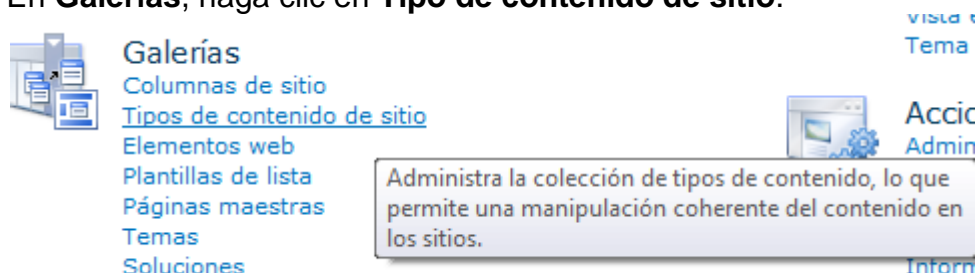 En Galerías, haga clic en Tipo de contenido de sitio.
Galerías
Columnas de sitio
Tipos de contenido de sitio
Elementos web
Plantillas de lista
Páginas maestras
Temas
Soluciones
Administra la colección de tipos de contenido, lo que
permite una manipulación coherente del contenido en
los sitios.
Vista e
Tema
Accio
Admin
Inform